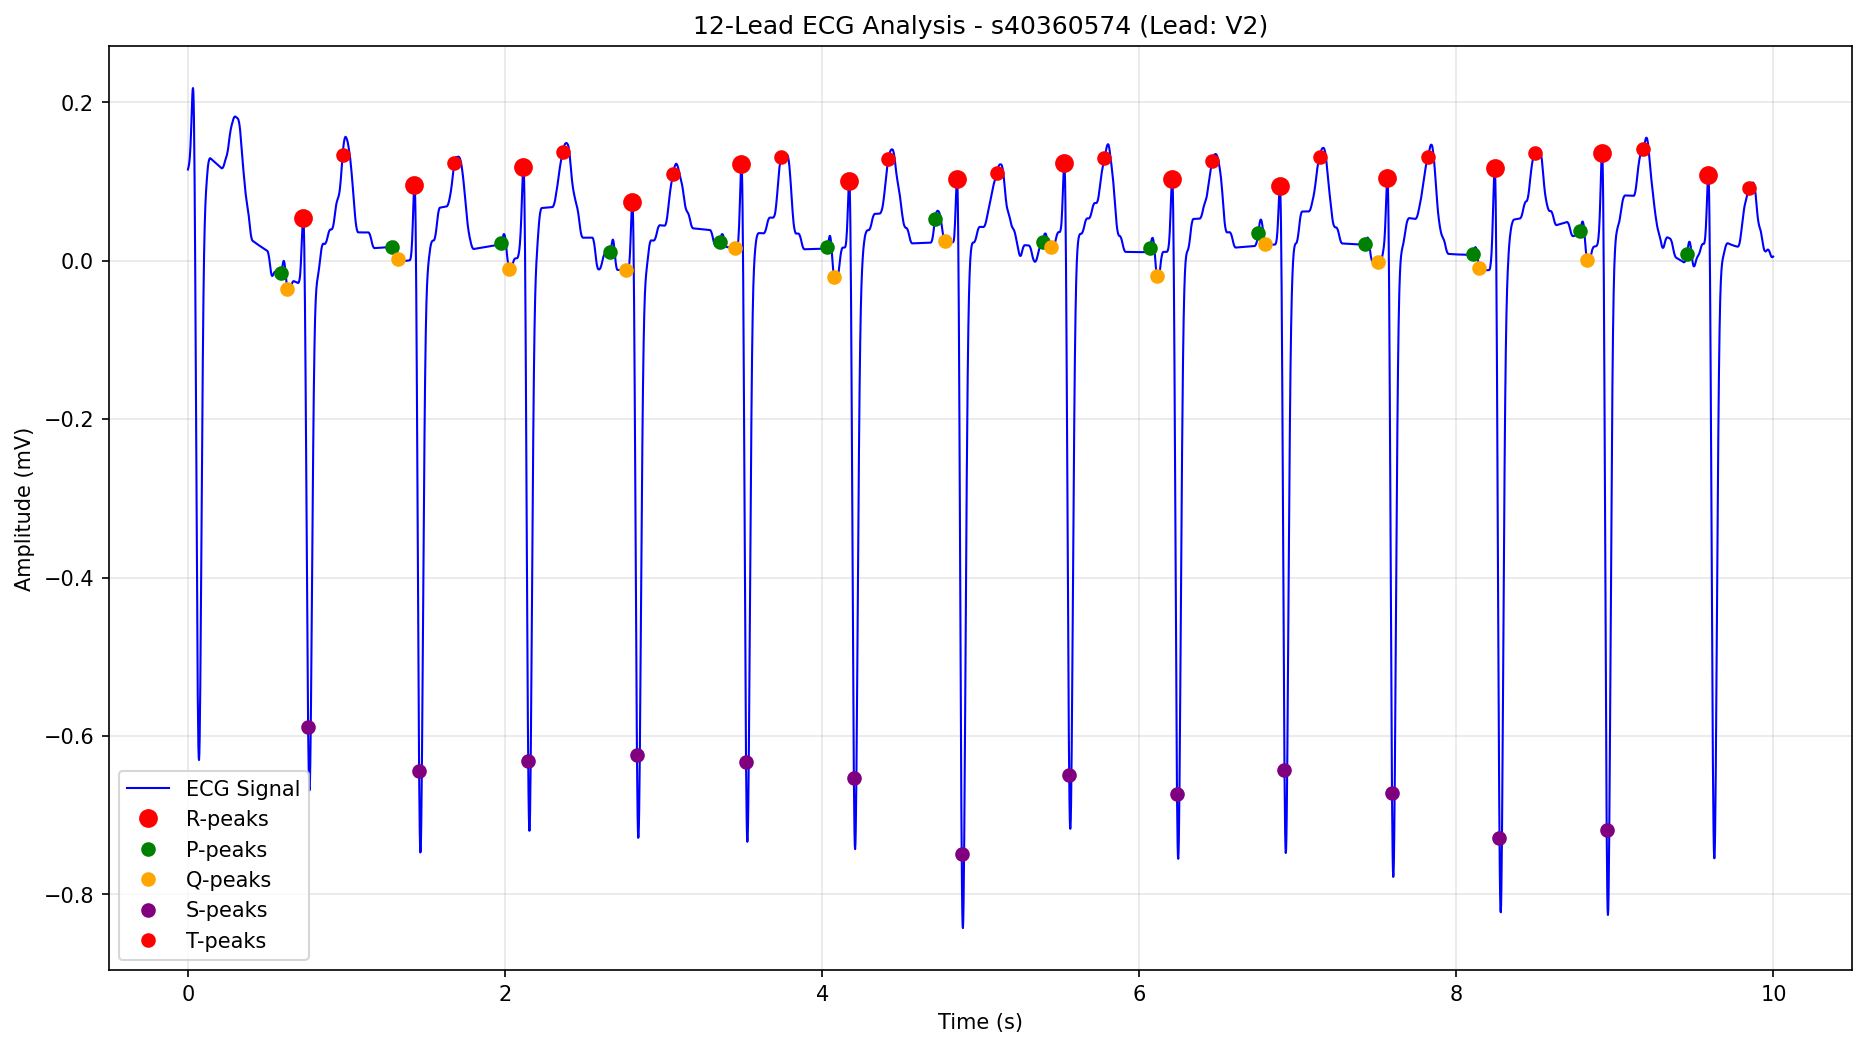 12-Lead ECG Analysis - s40360574 (Lead: V2)
Amplitude (mV)
0.2
0.0
−0.2
−0.4
−0.6
−0.8
ECG Signal
R-peaks
P-peaks
Q-peaks
S-peaks
T-peaks
0 2 4 6 8 10
Time (s)